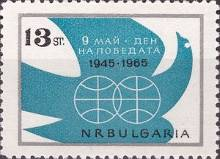 13 ST.
9 МАЙ · ДЕН
НА ПОБЕДАТА
1945-1965
NR BULGARIA